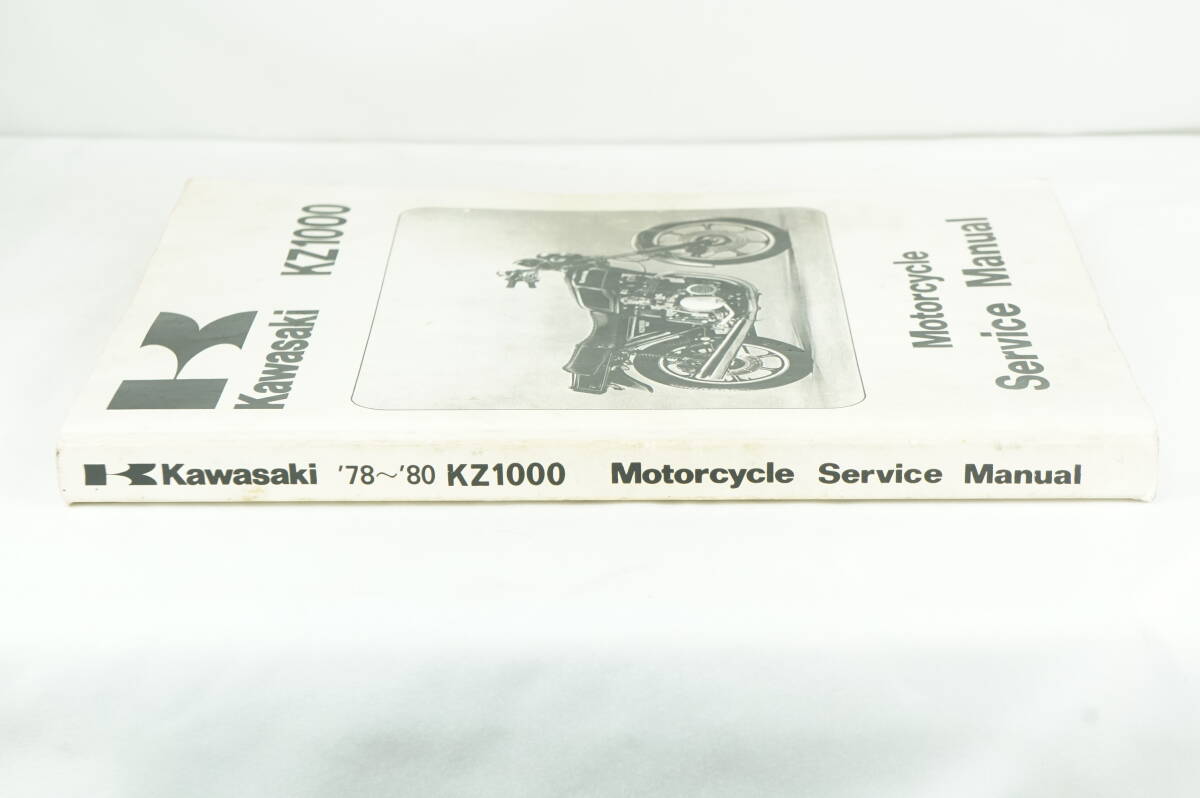 Kawasaki KZ1000
Motorcycle
Service Manual
Kawasaki '78～'80 KZ1000 Motorcycle Service Manual